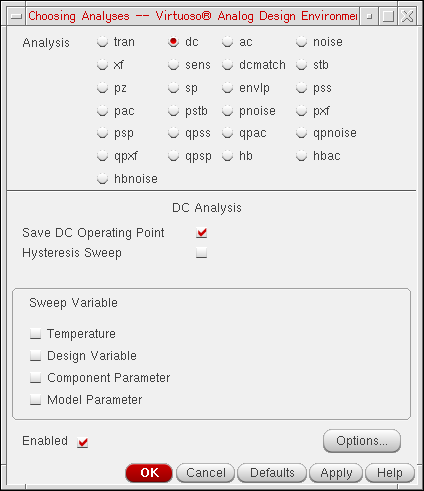 Choosing Analyses -- Virtuoso® Analog Design Environmer
Analysis tran dc ac noise
xf sens dcmatch stb
pz sp envlp pss
pac pstb pnoise pxf
psp qpss qpac qpnoise
qpxf qpsp hb hbac
hbnoise
DC Analysis
Save DC Operating Point
Hysteresis Sweep
Sweep Variable
Temperature
Design Variable
Component Parameter
Model Parameter
Enabled Options...
OK Cancel Defaults Apply Help